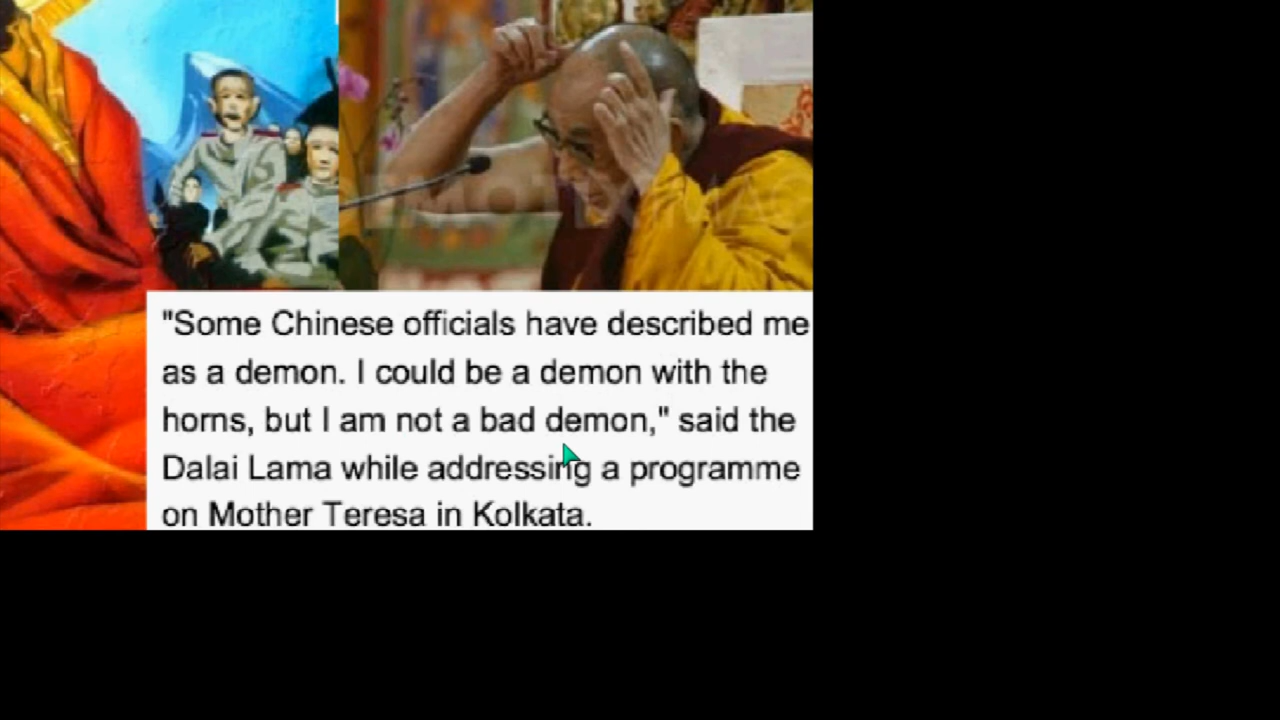 "Some Chinese officials have described me
as a demon. I could be a demon with the
horns, but I am not a bad demon," said the
Dalai Lama while addressing a programme
on Mother Teresa in Kolkata.